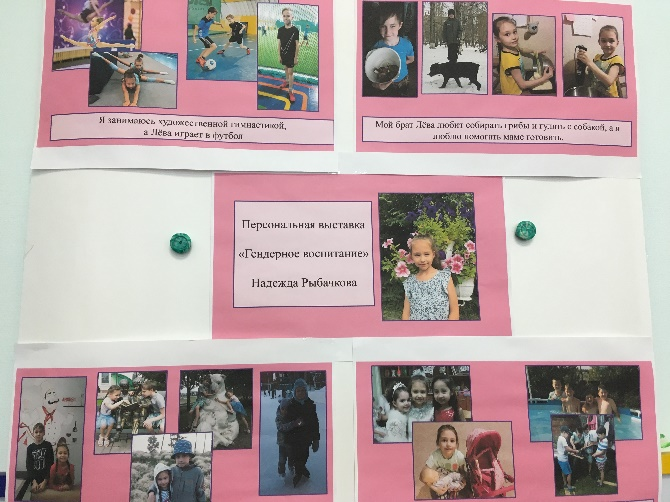 Я занимаюсь художественной гимнастикой,
а Лёва играет в футбол
Мой брат Лёва любит собирать грибы и гулять с собакой, а я
люблю помогать маме готовить.
Персональная выставка
«Гендерное воспитание»
Надежда Рыбачкова